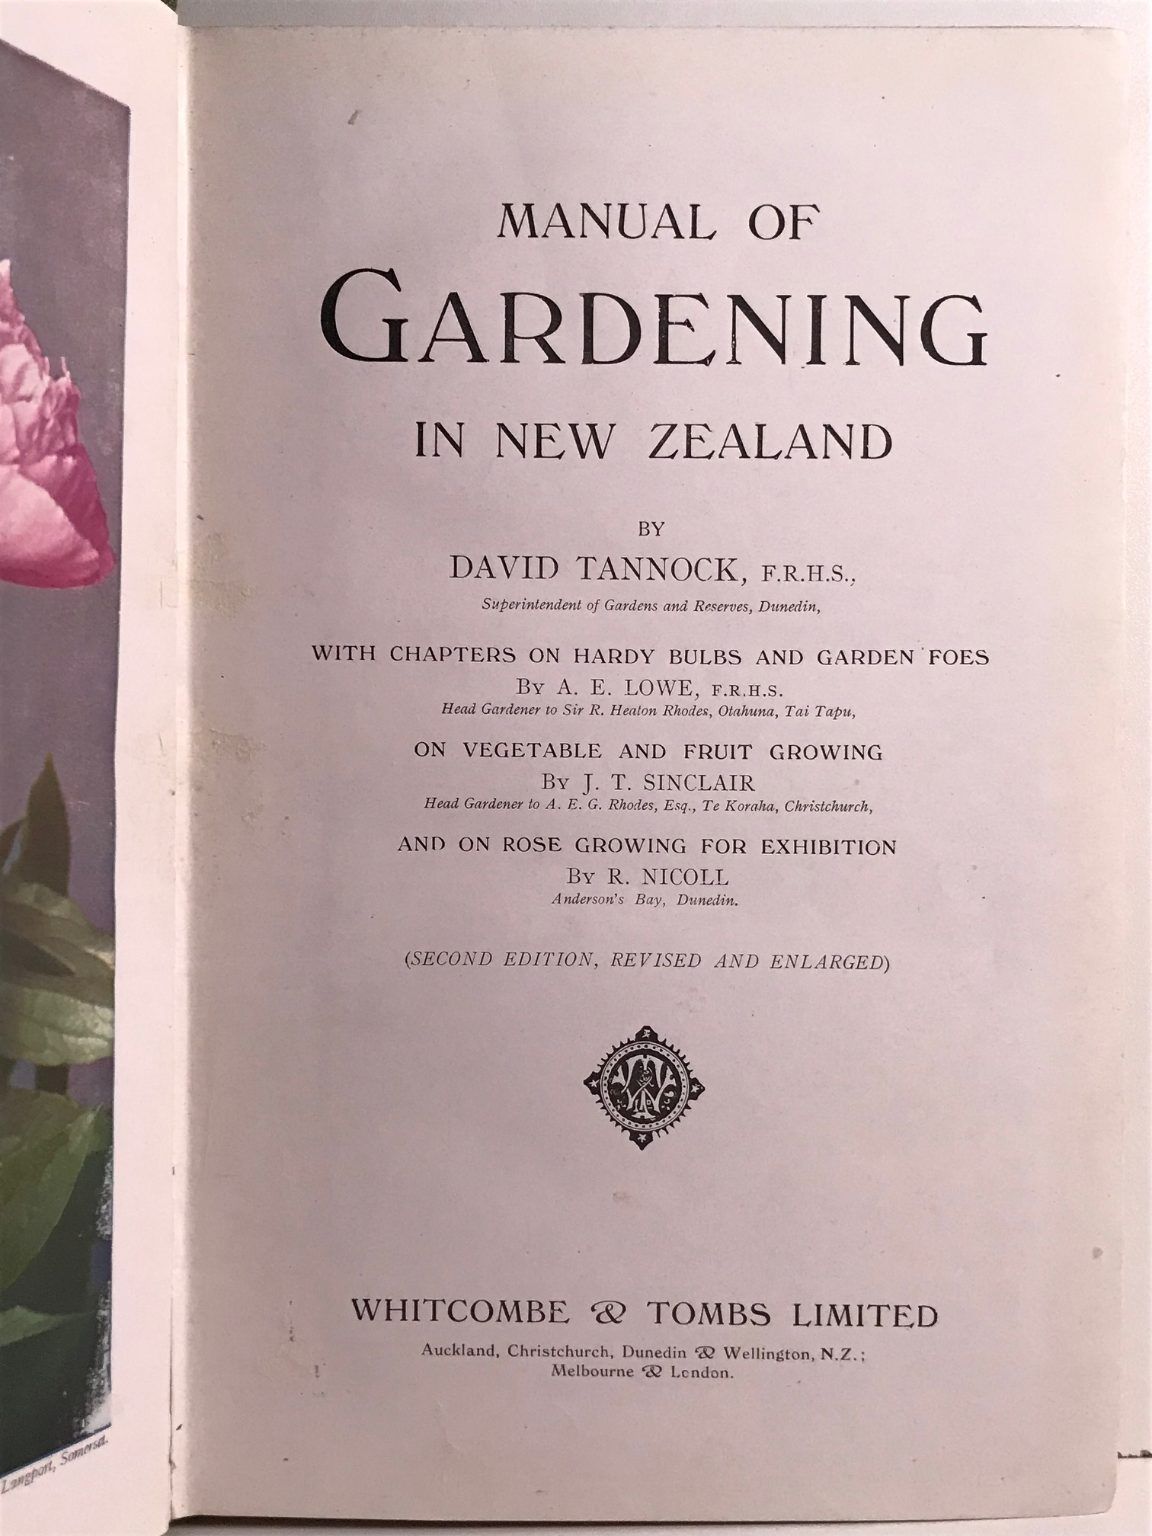 MANUAL OF
GARDENING
IN NEW ZEALAND
BY
DAVID TANNOCK, F.R.H.S.,
Superintendent of Gardens and Reserves, Dunedin,
WITH CHAPTERS ON HARDY BULBS AND GARDEN FOES
By A. E. LOWE, F.R.H.S.
Head Gardener to Sir R. Heaton Rhodes, Otahuna, Tai Tapu,
ON VEGETABLE AND FRUIT GROWING
By J. T. SINCLAIR
Head Gardener to A. E. G. Rhodes, Esq., Te Koraha, Christchurch,
AND ON ROSE GROWING FOR EXHIBITION
By R. NICOLL
Anderson's Bay, Dunedin.
(SECOND EDITION, REVISED AND ENLARGED)
WHITCOMBE & TOMBS LIMITED
Auckland, Christchurch, Dunedin & Wellington, N.Z.;
Melbourne & London.
Langport, Somerset.